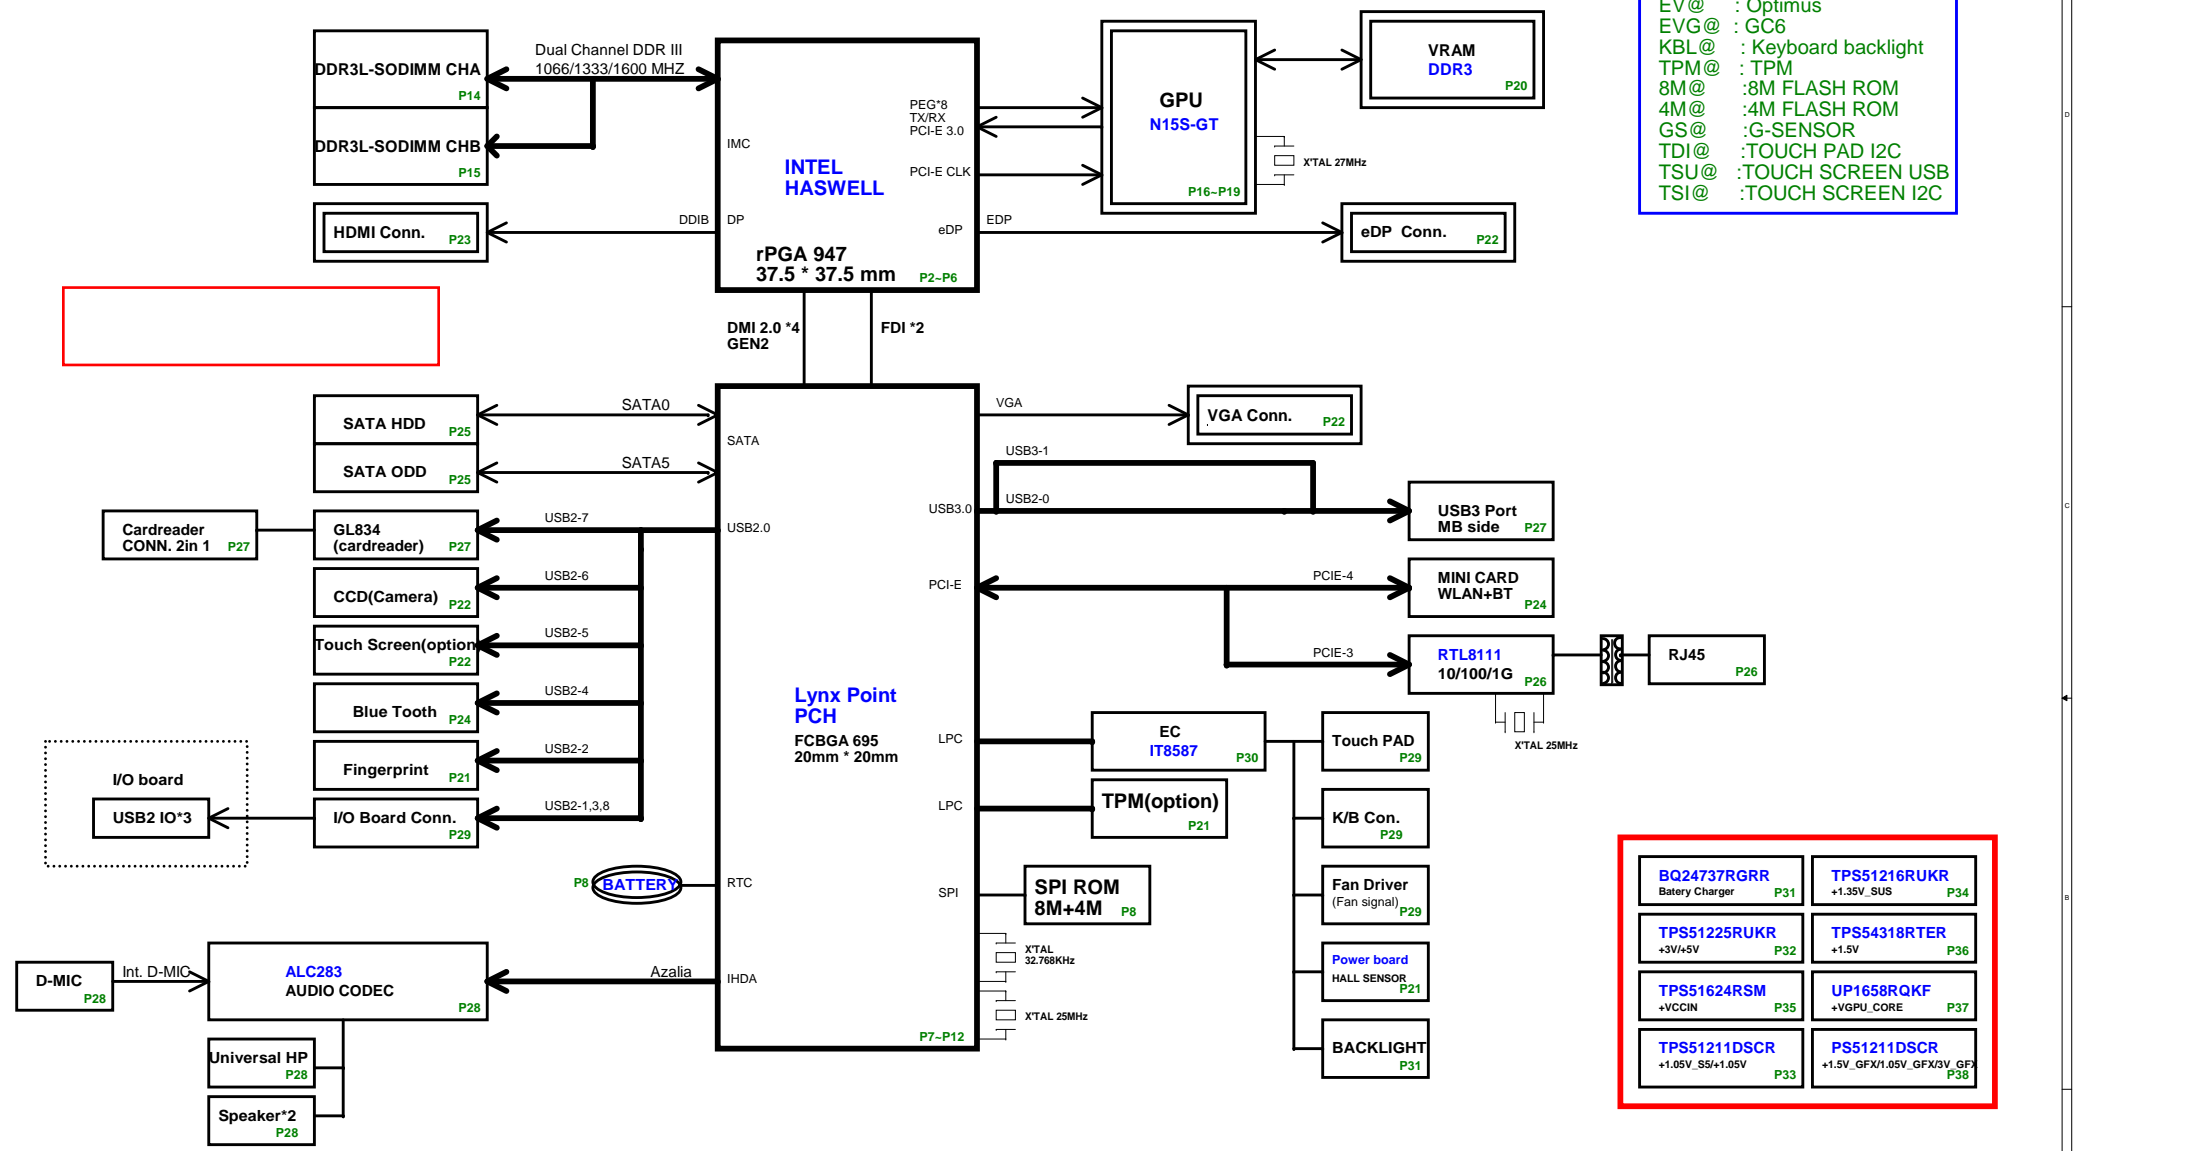 DDR3L-SODIMM CHA
P14
DDR3L-SODIMM CHB
P15
Dual Channel DDR III
1066/1333/1600 MHZ
IMC
INTEL
HASWELL
DP
rPGA 947
37.5 * 37.5 mm
P2~P6
PEG*8
TX/RX
PCI-E 3.0
PCI-E CLK
eDP
EDP
GPU
N15S-GT
P16~P19
X'TAL 27MHz
VRAM
DDR3
P20
eDP Conn.
P22
HDMI Conn.
P23
DDIB
EV@ : Optimus
EVG@ : GC6
KBL@ : Keyboard backlight
TPM@ : TPM
8M@ :8M FLASH ROM
4M@ :4M FLASH ROM
GS@ :G-SENSOR
TDI@ :TOUCH PAD I2C
TSU@ :TOUCH SCREEN USB
TSI@ :TOUCH SCREEN I2C
D
C
B
DMI 2.0 *4
GEN2
FDI *2
SATA HDD
P25
SATA0
SATA ODD
P25
SATA5
SATA
Cardreader
CONN. 2in 1
P27
GL834
(cardreader)
P27
USB2-7
USB2.0
CCD(Camera)
P22
USB2-6
Touch Screen(option
P22
USB2-5
Blue Tooth
P24
USB2-4
Fingerprint
P21
USB2-2
I/O board
USB2 IO*3
I/O Board Conn.
P29
USB2-1,3,8
P8
BATTERY
RTC
D-MIC
P28
Int. D-MIC
ALC283
AUDIO CODEC
P28
Azalia
IHDA
Universal HP
P28
Speaker*2
P28
Lynx Point
PCH
FCBGA 695
20mm * 20mm
P7~P12
VGA
VGA Conn.
P22
USB3-1
USB2-0
USB3.0
USB3 Port
MB side
P27
PCI-E
PCIE-4
MINI CARD
WLAN+BT
P24
PCIE-3
RTL8111
10/100/1G
P26
RJ45
P26
X'TAL 25MHz
LPC
EC
IT8587
P30
LPC
TPM(option)
P21
SPI
SPI ROM
8M+4M
P8
X'TAL
32.768KHz
X'TAL 25MHz
Touch PAD
P29
K/B Con.
P29
Fan Driver
(Fan signal)
P29
Power board
HALL SENSOR
P21
BACKLIGHT
P31
BQ24737RGRR
Batery Charger
P31
TPS51216RUKR
+1.35V_SUS
P34
TPS51225RUKR
+3V/+5V
P32
TPS54318RTER
+1.5V
P36
TPS51624RSM
+VCCIN
P35
UP1658RQKF
+VGPU_CORE
P37
TPS51211DSCR
+1.05V_S5/+1.05V
P33
PS51211DSCR
+1.5V_GFX/1.05V_GFX/3V_GFX
P38